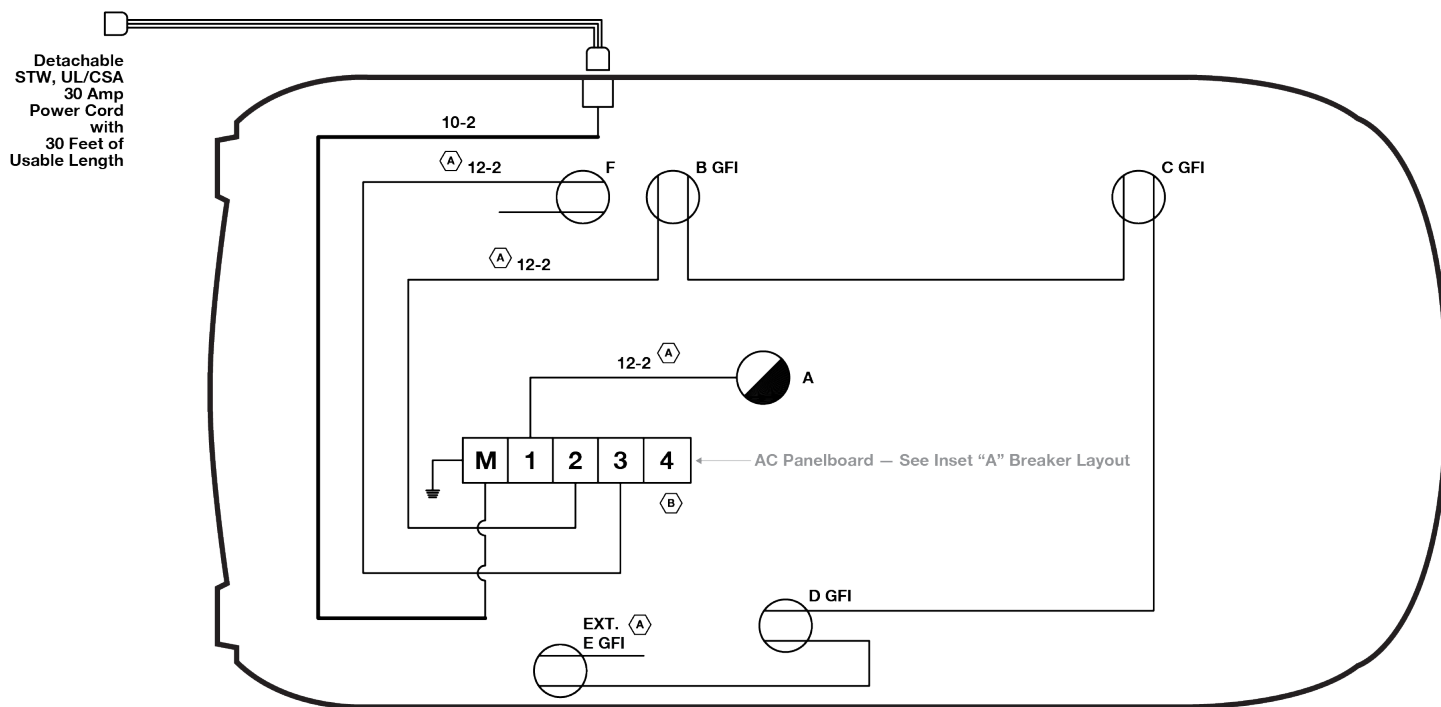 Detachable
STW, UL/CSA
30 Amp
Power Cord
with
30 Feet of
Usable Length
10-2
A 12-2
F
B GFI
C GFI
A 12-2
12-2 A
A
M 1 2 3 4
AC Panelboard — See Inset “A” Breaker Layout
B
D GFI
EXT. A
E GFI